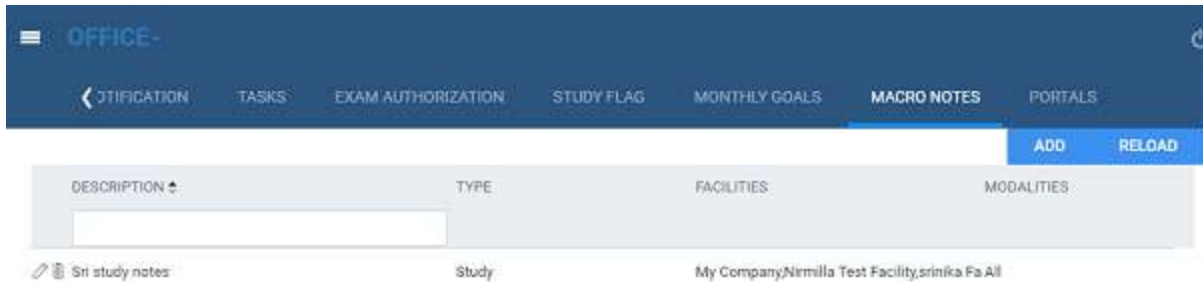 OFFICE-
OTIFICATION TASKS EXAM AUTHORIZATION STUDY FLAG MONTHLY GOALS MACRO NOTES PORTALS
ADD RELOAD
DESCRIPTION TYPE FACILITIES MODALITIES
Sri study notes Study My Company,Nirmilla Test Facility,srinika Fa All